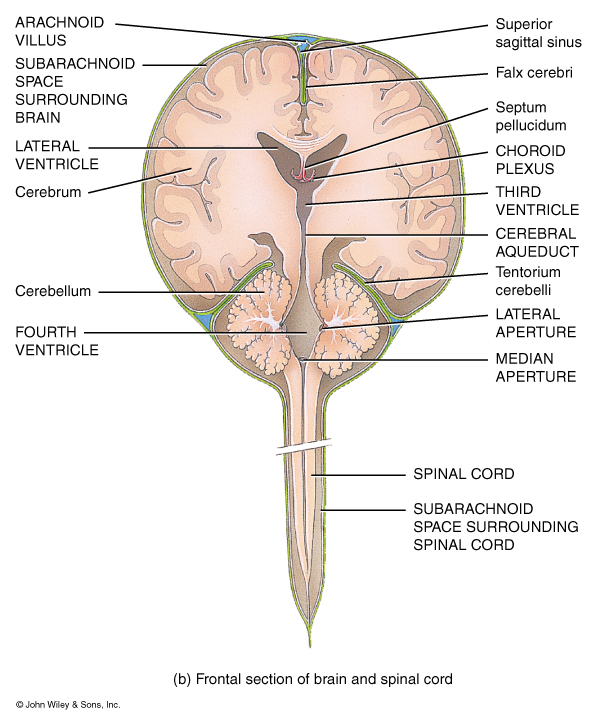 ARACHNOID
VILLUS
SUBARACHNOID
SPACE
SURROUNDING
BRAIN
LATERAL
VENTRICLE
Cerebrum
Cerebellum
FOURTH
VENTRICLE
Superior
sagittal sinus
Falx cerebri
Septum
pellucidum
CHOROID
PLEXUS
THIRD
VENTRICLE
CEREBRAL
AQUEDUCT
Tentorium
cerebelli
LATERAL
APERTURE
MEDIAN
APERTURE
SPINAL CORD
SUBARACHNOID
SPACE SURROUNDING
SPINAL CORD
(b) Frontal section of brain and spinal cord
© John Wiley & Sons, Inc.